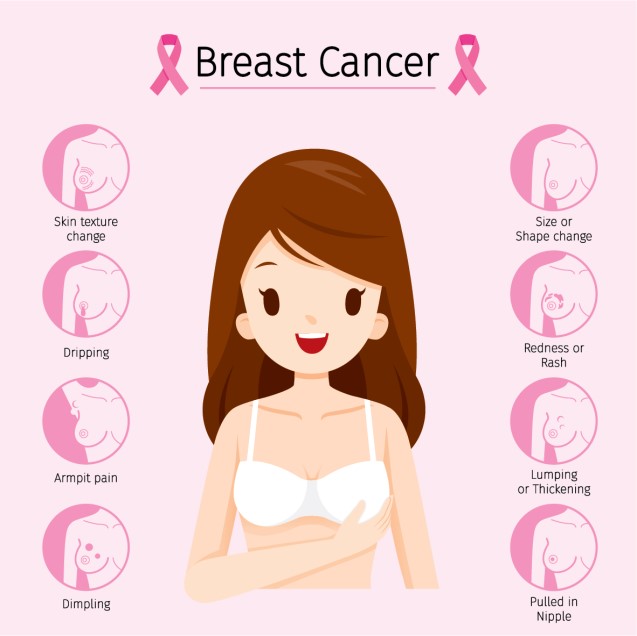 Breast Cancer
Skin texture
change
Dripping
Armpit pain
Dimpling
Size or
Shape change
Redness or
Rash
Lumping
or Thickening
Pulled in
Nipple